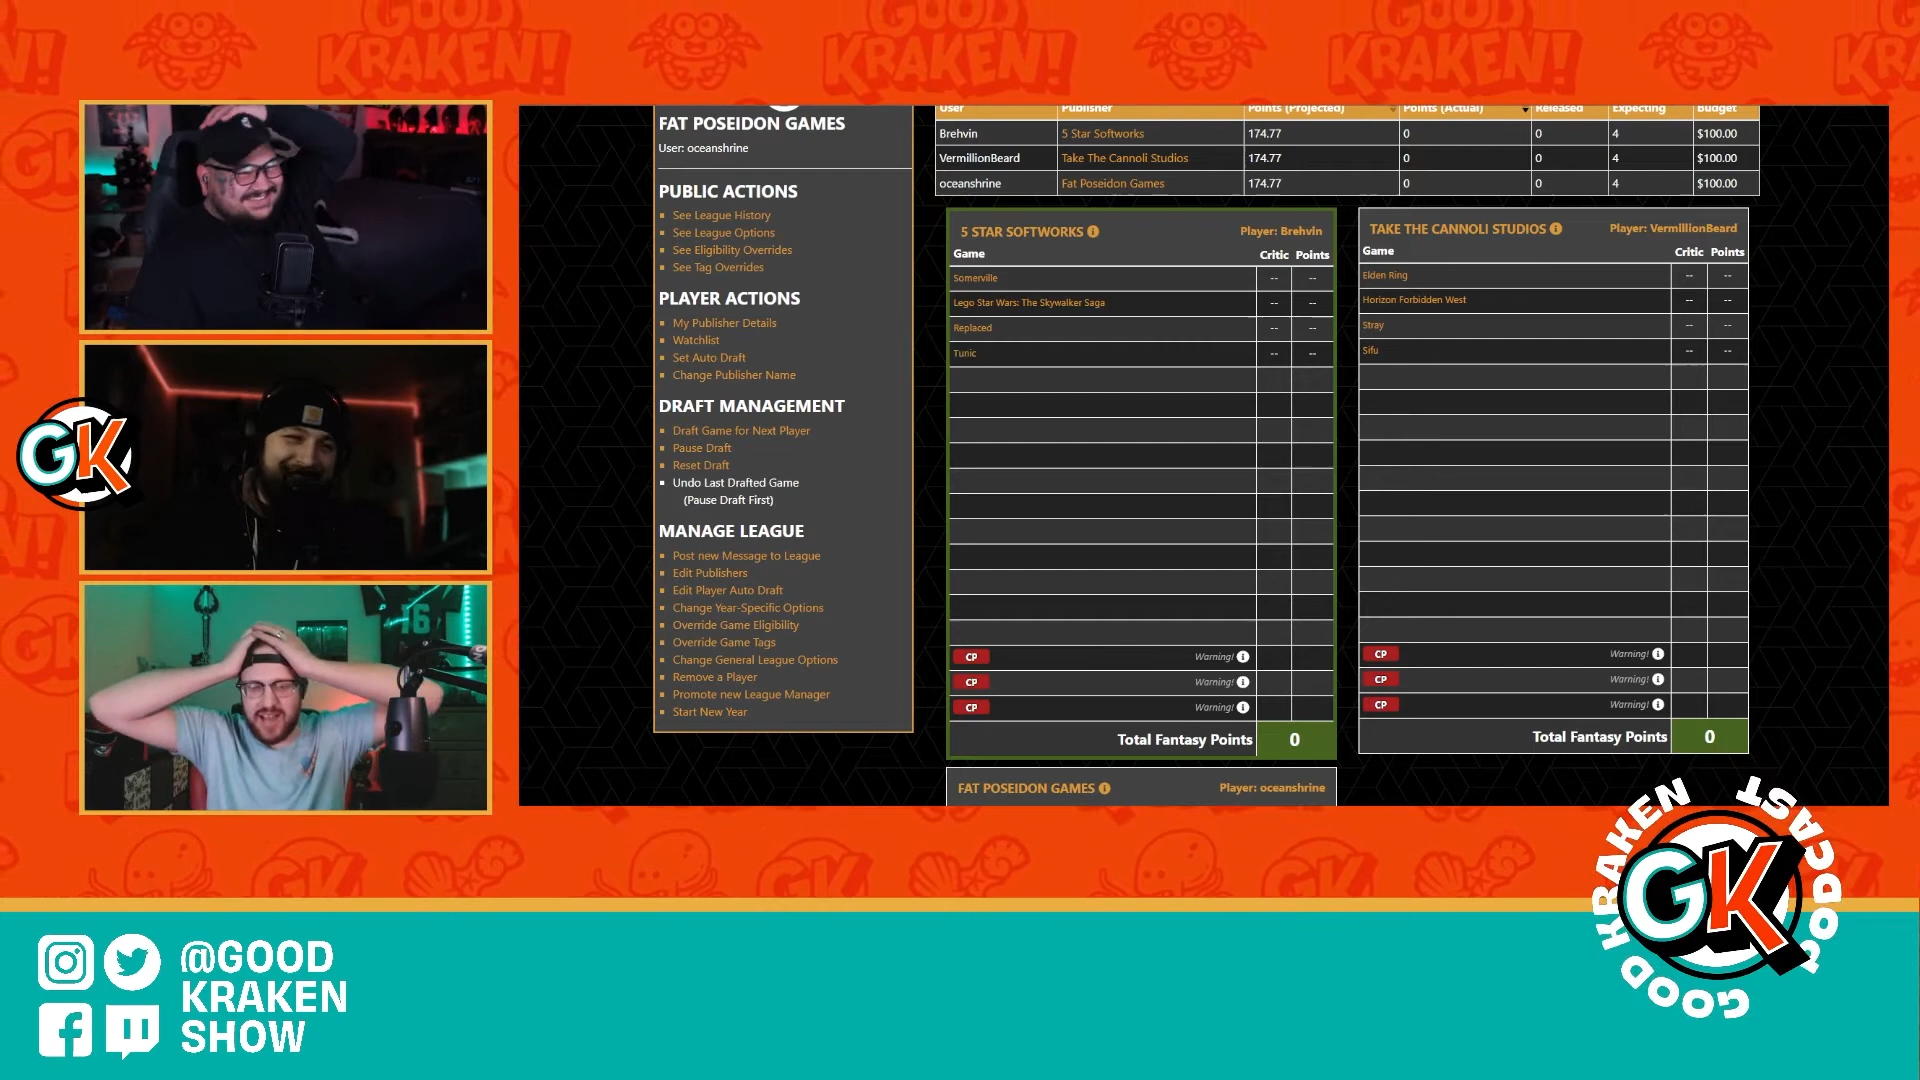 GOOD KRAKEN!
GOOD KRAKEN!
GOOD KRAKEN!
User Publisher Points (Projected) Points (Actual) Released Expecting Budget
Brehvin 5 Star Softworks 174.77 0 0 4 $100.00
VermillionBeard Take The Cannoli Studios 174.77 0 0 4 $100.00
oceanshrine Fat Poseidon Games 174.77 0 0 4 $100.00
FAT POSEIDON GAMES
User: oceanshrine
PUBLIC ACTIONS
See League History
See League Options
See Eligibility Overrides
See Tag Overrides
PLAYER ACTIONS
My Publisher Details
Watchlist
Set Auto Draft
Change Publisher Name
DRAFT MANAGEMENT
Draft Game for Next Player
Pause Draft
Reset Draft
Undo Last Drafted Game
(Pause Draft First)
MANAGE LEAGUE
Post new Message to League
Edit Publishers
Edit Player Auto Draft
Change Year-Specific Options
Override Game Eligibility
Override Game Tags
Change General League Options
Remove a Player
Promote new League Manager
Start New Year
5 STAR SOFTWORKS Player: Brehvin
Game Critic Points
Somerville -- --
Lego Star Wars: The Skywalker Saga -- --
Replaced -- --
Tunic -- --
CP Warning!
CP Warning!
CP Warning!
Total Fantasy Points 0
TAKE THE CANNOLI STUDIOS Player: VermillionBeard
Game Critic Points
Elden Ring -- --
Horizon Forbidden West -- --
Stray -- --
Sifu -- --
CP Warning!
CP Warning!
CP Warning!
Total Fantasy Points 0
FAT POSEIDON GAMES Player: oceanshrine
16
GK
@GOOD
KRAKEN
SHOW
GOOD KRAKEN PODCAST
GK